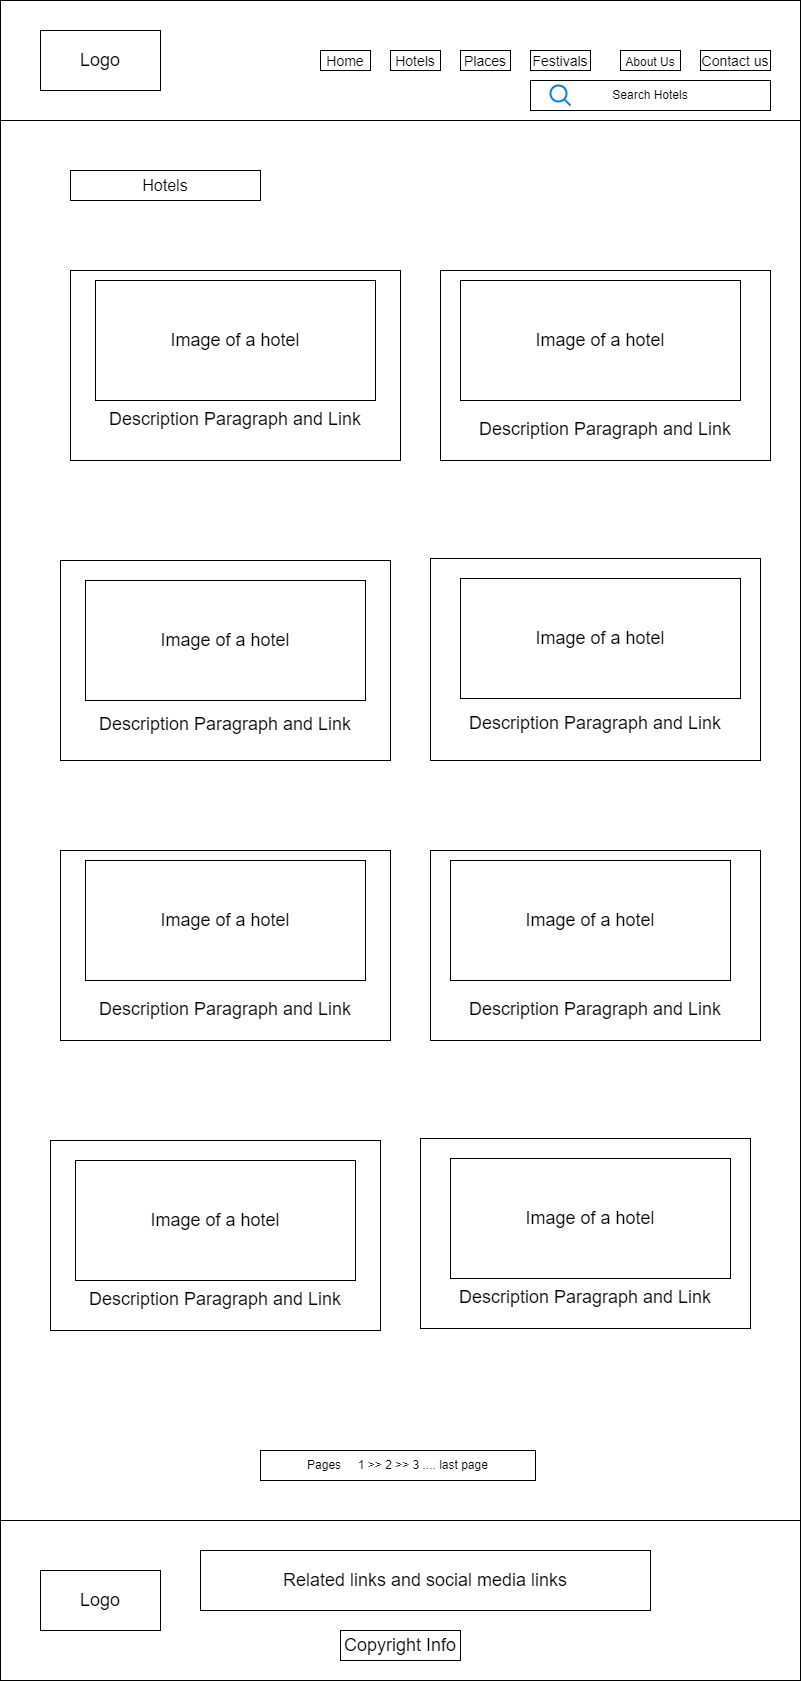 Logo
Home
Hotels
Places
Festivals
About Us
Contact us
Search Hotels
Hotels
Image of a hotel
Description Paragraph and Link
Image of a hotel
Description Paragraph and Link
Image of a hotel
Description Paragraph and Link
Image of a hotel
Description Paragraph and Link
Image of a hotel
Description Paragraph and Link
Image of a hotel
Description Paragraph and Link
Image of a hotel
Description Paragraph and Link
Image of a hotel
Description Paragraph and Link
Pages 1 >> 2 >> 3 .... last page
Logo
Related links and social media links
Copyright Info